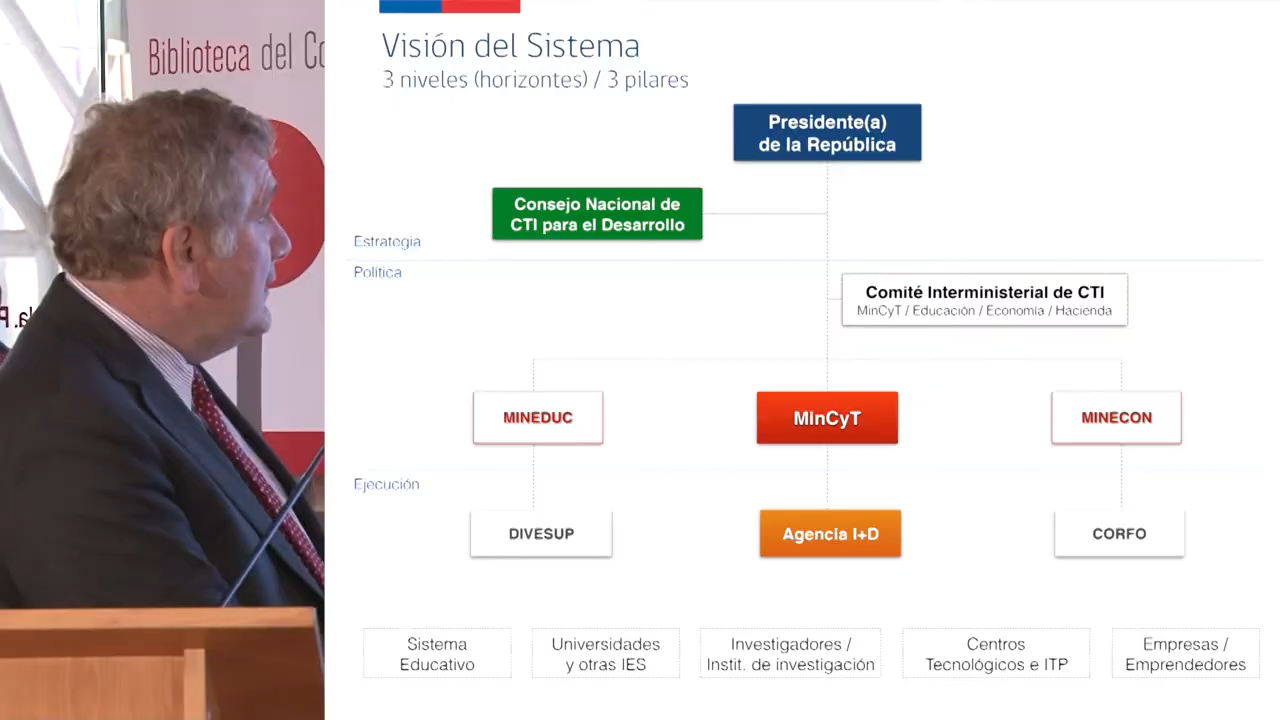 Biblioteca del Co
Visión del Sistema
3 niveles (horizontes) / 3 pilares
Presidente(a)
de la República
Consejo Nacional de
CTI para el Desarrollo
Estrategia
Política
Comité Interministerial de CTI
MinCyT / Educación / Economía / Hacienda
MINEDUC
MinCyT
MINECON
Ejecución
DIVESUP
Agencia I+D
CORFO
Sistema
Educativo
Universidades
y otras IES
Investigadores /
Instit. de investigación
Centros
Tecnológicos e ITP
Empresas /
Emprendedores